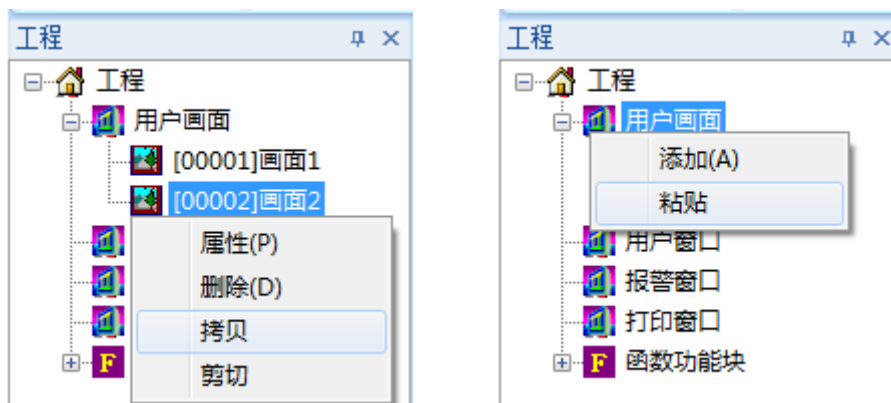 工程
工程
用户画面
[00001]画面1
[00002]画面2
属性(P)
删除(D)
拷贝
剪切
F
工程
工程
用户画面
添加(A)
粘贴
用户窗口
报警窗口
打印窗口
F 函数功能块